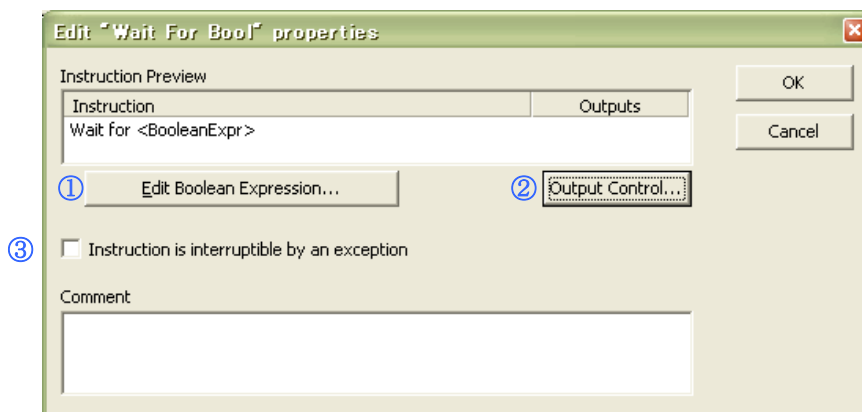 Edit "Wait For Bool" properties
Instruction Preview
OK
Instruction Outputs
Wait for <BooleanExpr>
Cancel
① Edit Boolean Expression... ② Output Control...
③ Instruction is interruptible by an exception
Comment